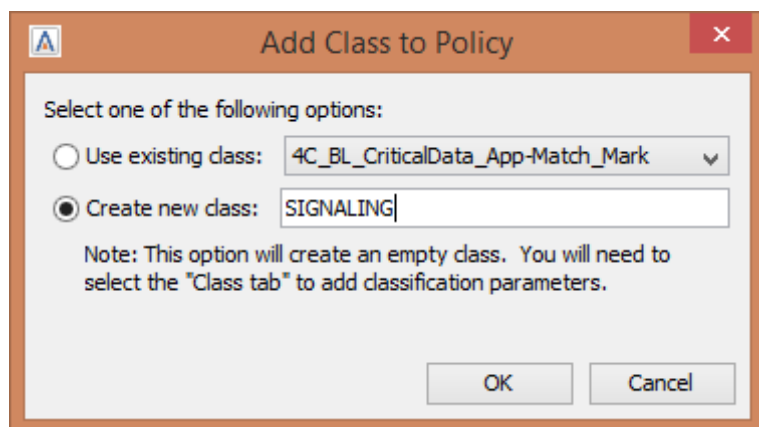 Add Class to Policy
Select one of the following options:
Use existing class: 4C_BL_CriticalData_App-Match_Mark
Create new class: SIGNALING
Note: This option will create an empty class. You will need to
select the "Class tab" to add classification parameters.
OK Cancel